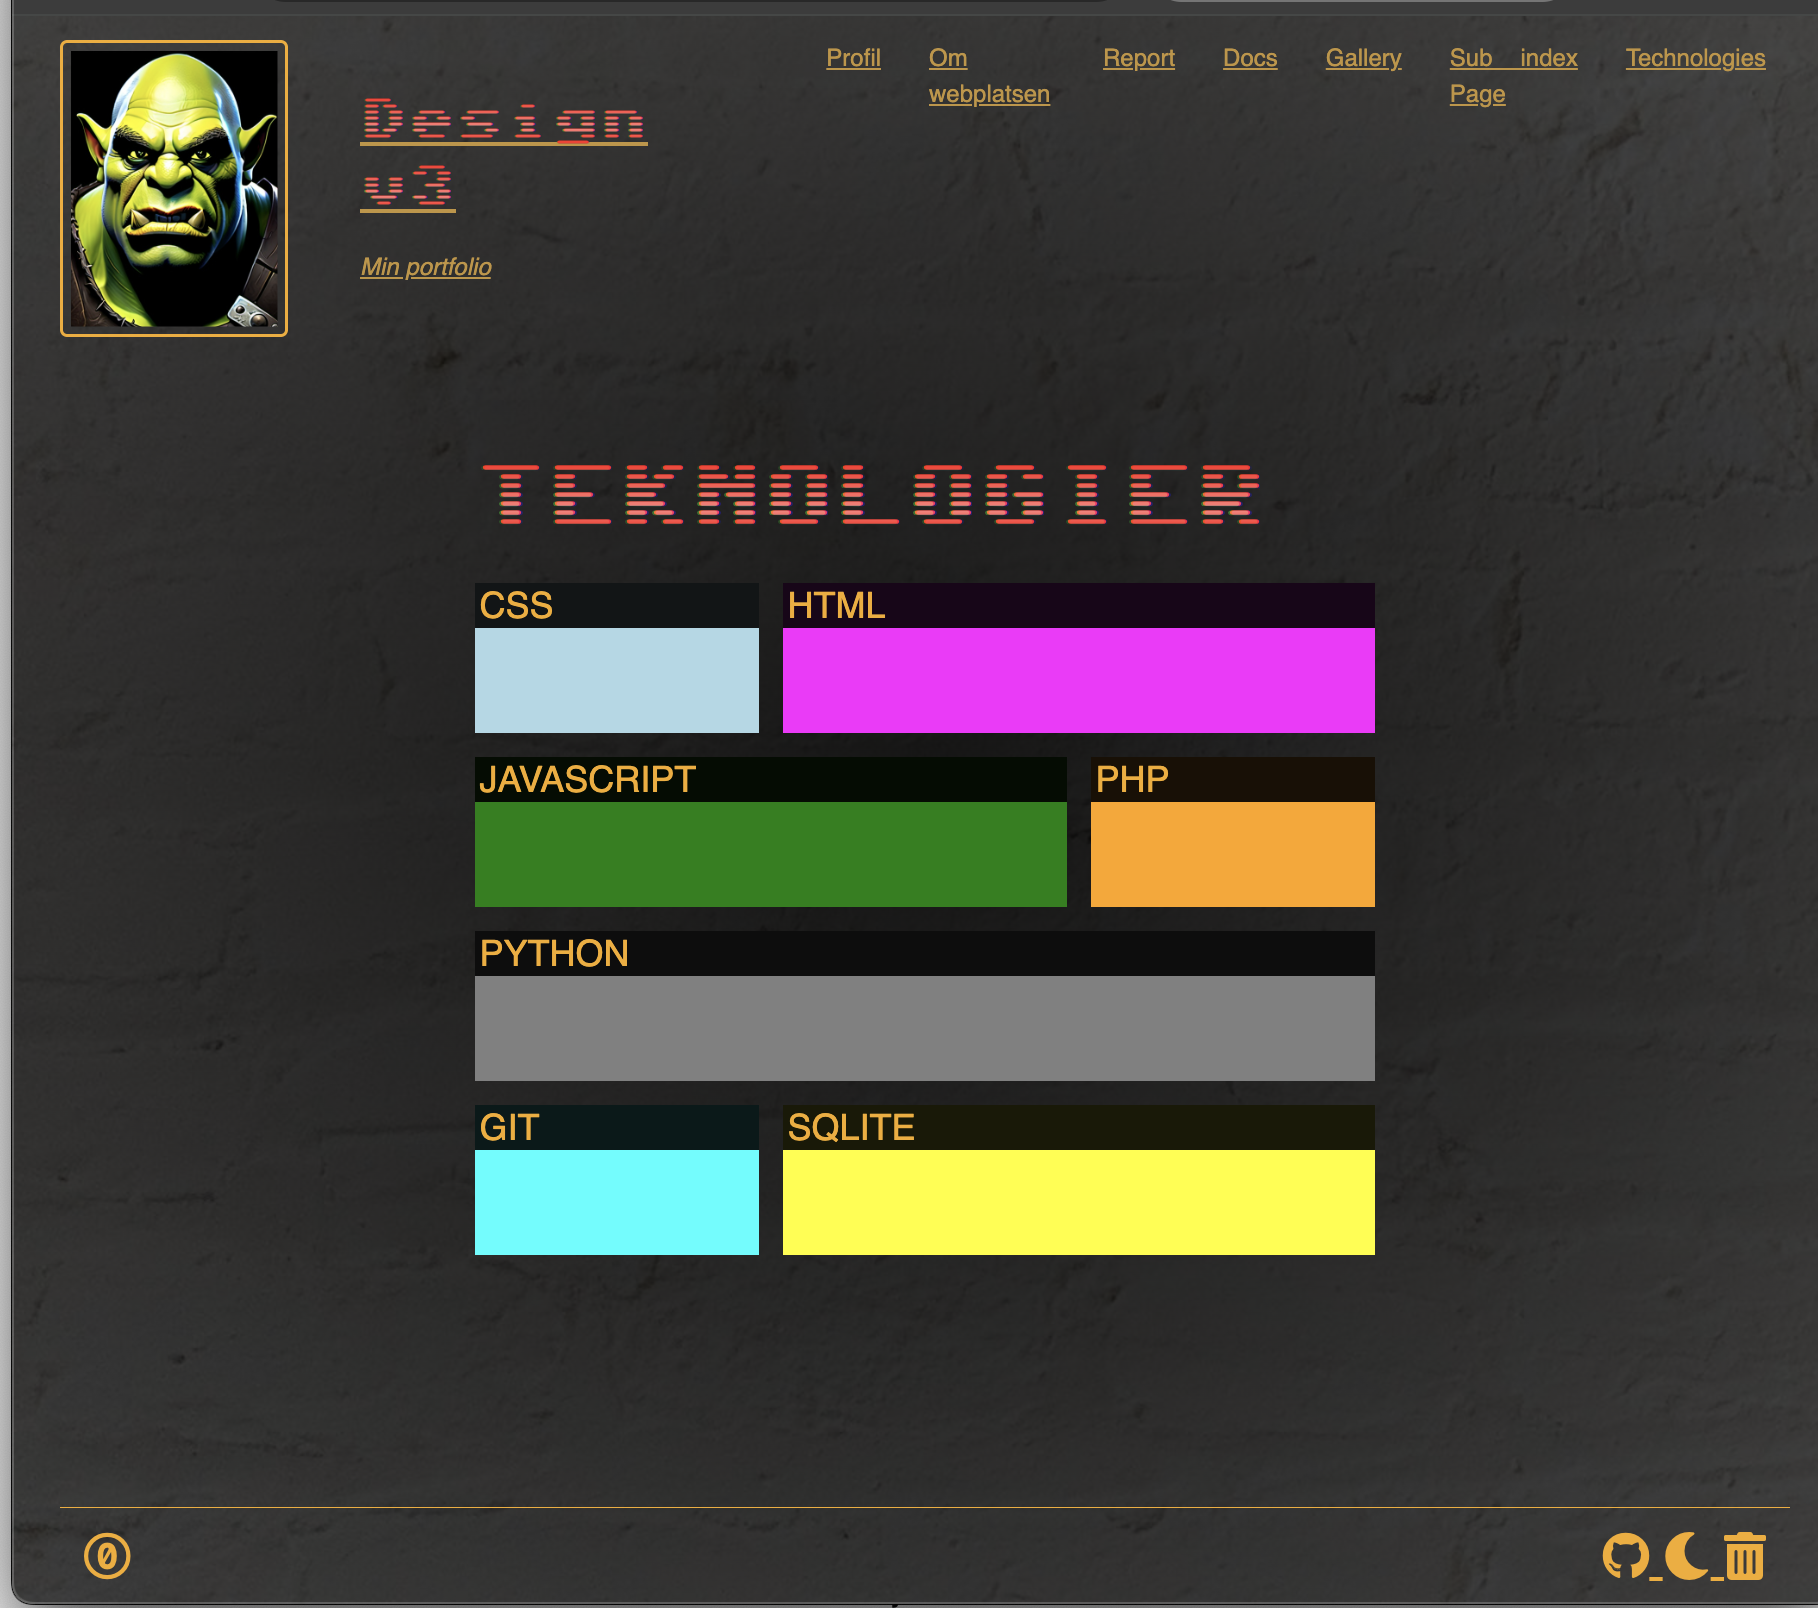 Profil Om webplatsen Report Docs Gallery Sub index Page Technologies
Design
v3
Min portfolio
TEKNOLOGIER
CSS
HTML
JAVASCRIPT
PHP
PYTHON
GIT
SQLITE
0